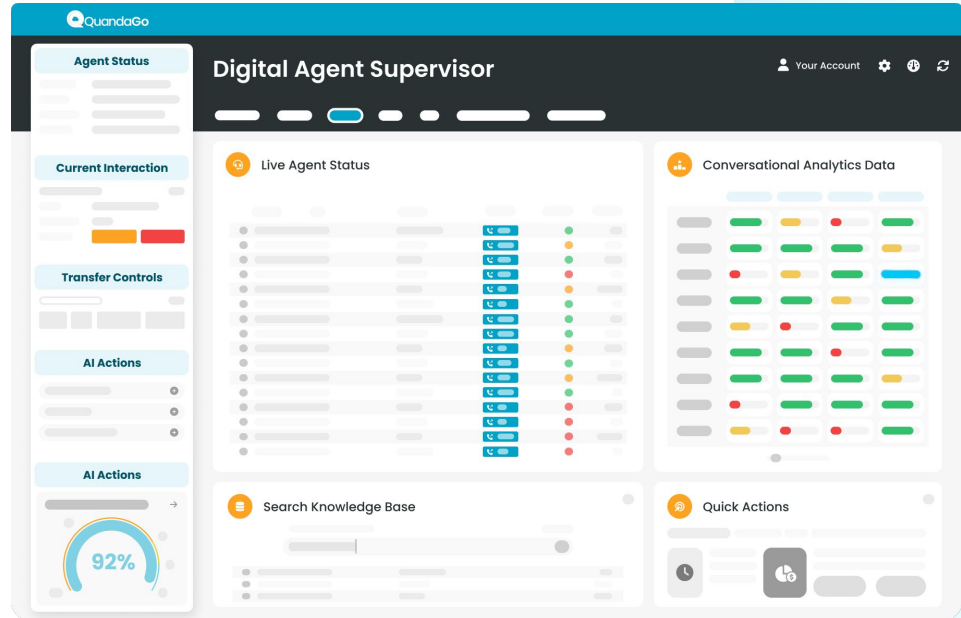 QuandaGo
Agent Status
Digital Agent Supervisor
Your Account
Current Interaction
Transfer Controls
AI Actions
AI Actions
92%
Live Agent Status
Conversational Analytics Data
Search Knowledge Base
Quick Actions